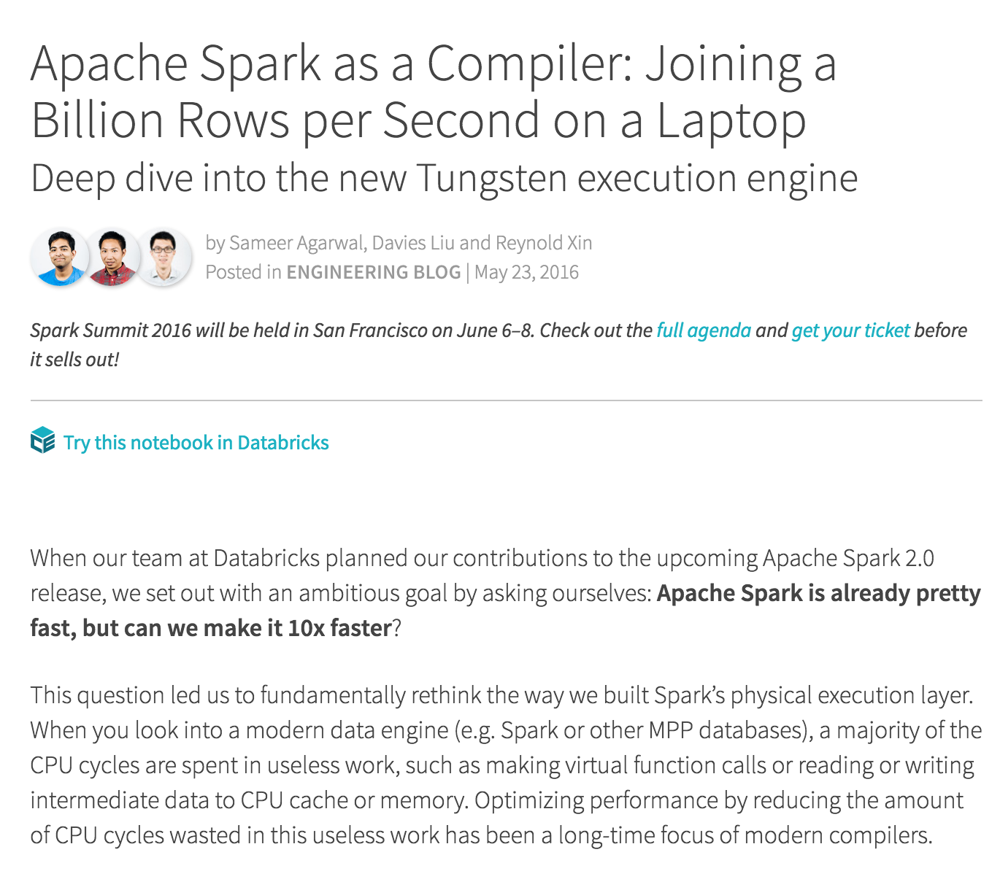 Apache Spark as a Compiler: Joining a
Billion Rows per Second on a Laptop
Deep dive into the new Tungsten execution engine
by Sameer Agarwal, Davies Liu and Reynold Xin
Posted in ENGINEERING BLOG | May 23, 2016
Spark Summit 2016 will be held in San Francisco on June 6–8. Check out the full agenda and get your ticket before
it sells out!
Try this notebook in Databricks
When our team at Databricks planned our contributions to the upcoming Apache Spark 2.0
release, we set out with an ambitious goal by asking ourselves: Apache Spark is already pretty
fast, but can we make it 10x faster?
This question led us to fundamentally rethink the way we built Spark’s physical execution layer.
When you look into a modern data engine (e.g. Spark or other MPP databases), a majority of the
CPU cycles are spent in useless work, such as making virtual function calls or reading or writing
intermediate data to CPU cache or memory. Optimizing performance by reducing the amount
of CPU cycles wasted in this useless work has been a long-time focus of modern compilers.